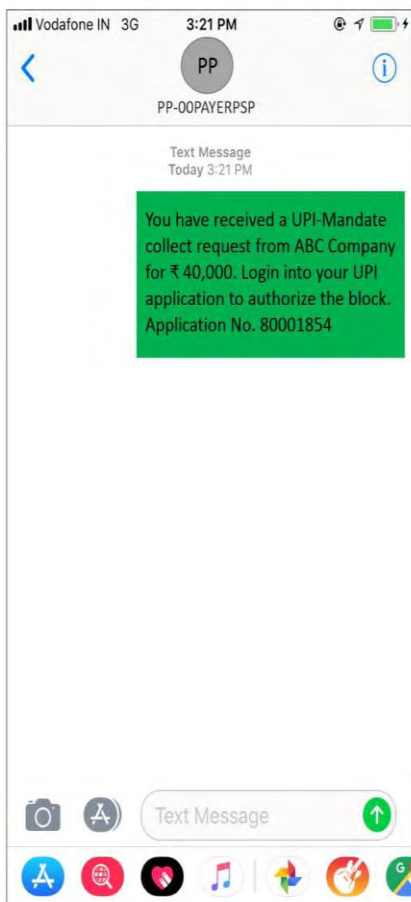 Vodafone IN 3G 3:21 PM
PP
PP-00PAYERPSP
Text Message
Today 3:21 PM
You have received a UPI-Mandate
collect request from ABC Company
for ₹ 40,000. Login into your UPI
application to authorize the block.
Application No. 80001854
Text Message
G